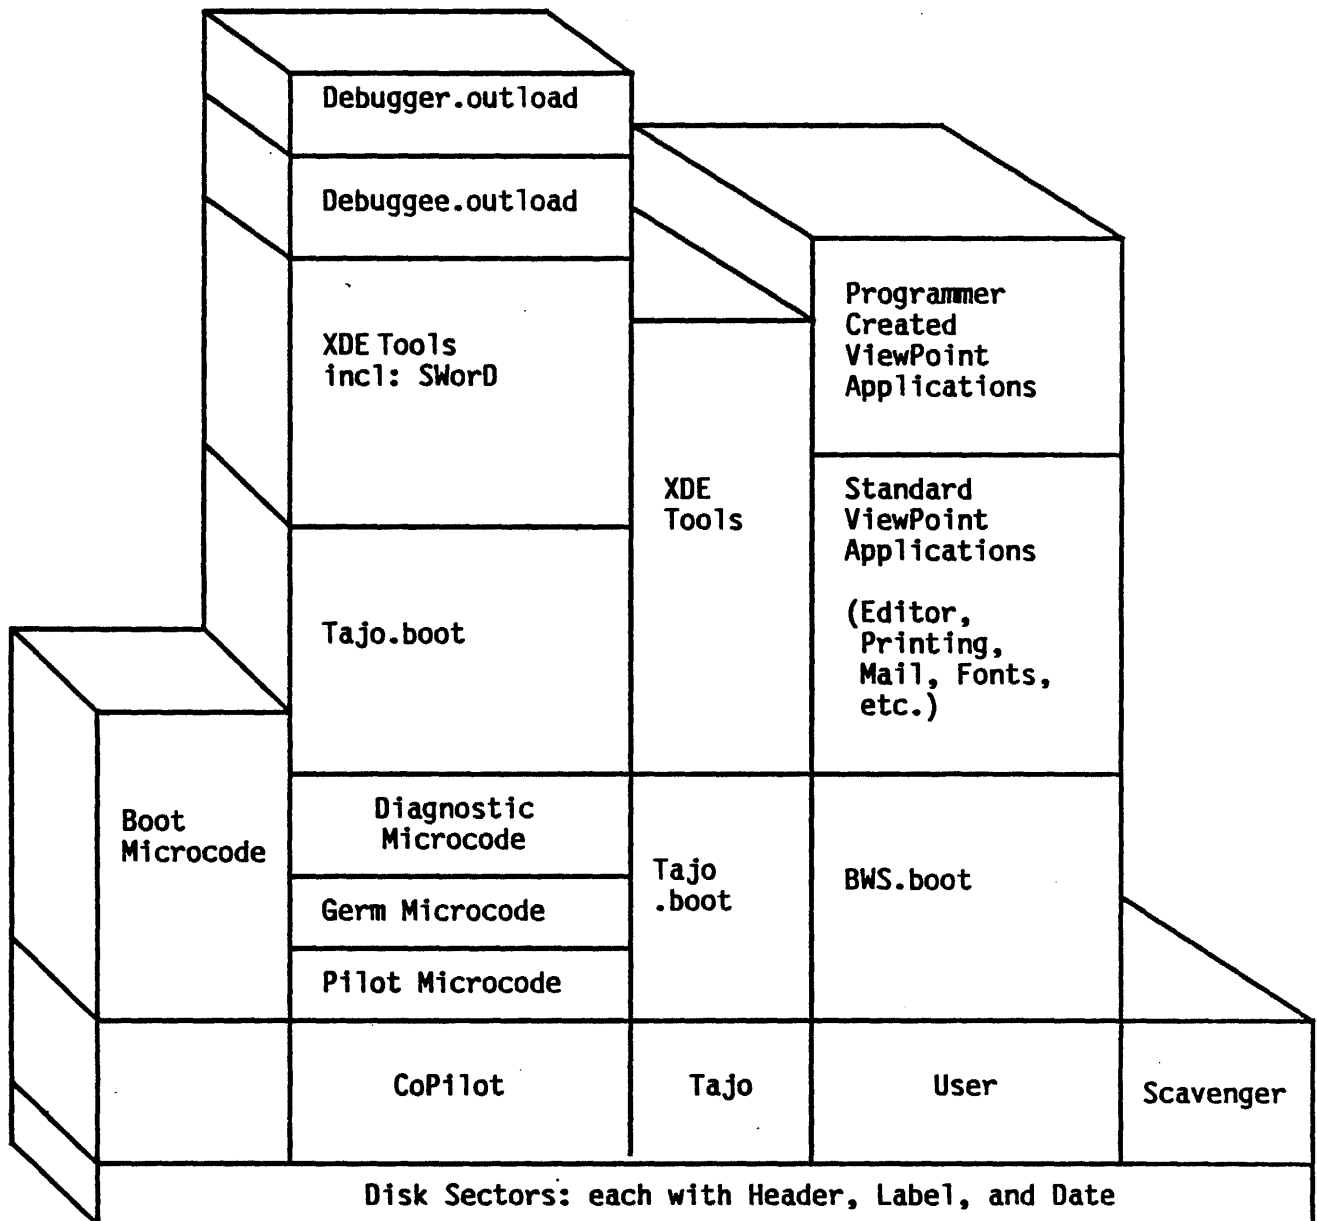 Debugger.outload
Debuggee.outload
XDE Tools
incl: SWorD
Tajo.boot
Boot
Microcode
Diagnostic
Microcode
Germ Microcode
Pilot Microcode
XDE
Tools
Tajo
.boot
Programmer
Created
ViewPoint
Applications
Standard
ViewPoint
Applications
(Editor,
Printing,
Mail, Fonts,
etc.)
BWS.boot
CoPilot
Tajo
User
Scavenger
Disk Sectors: each with Header, Label, and Date